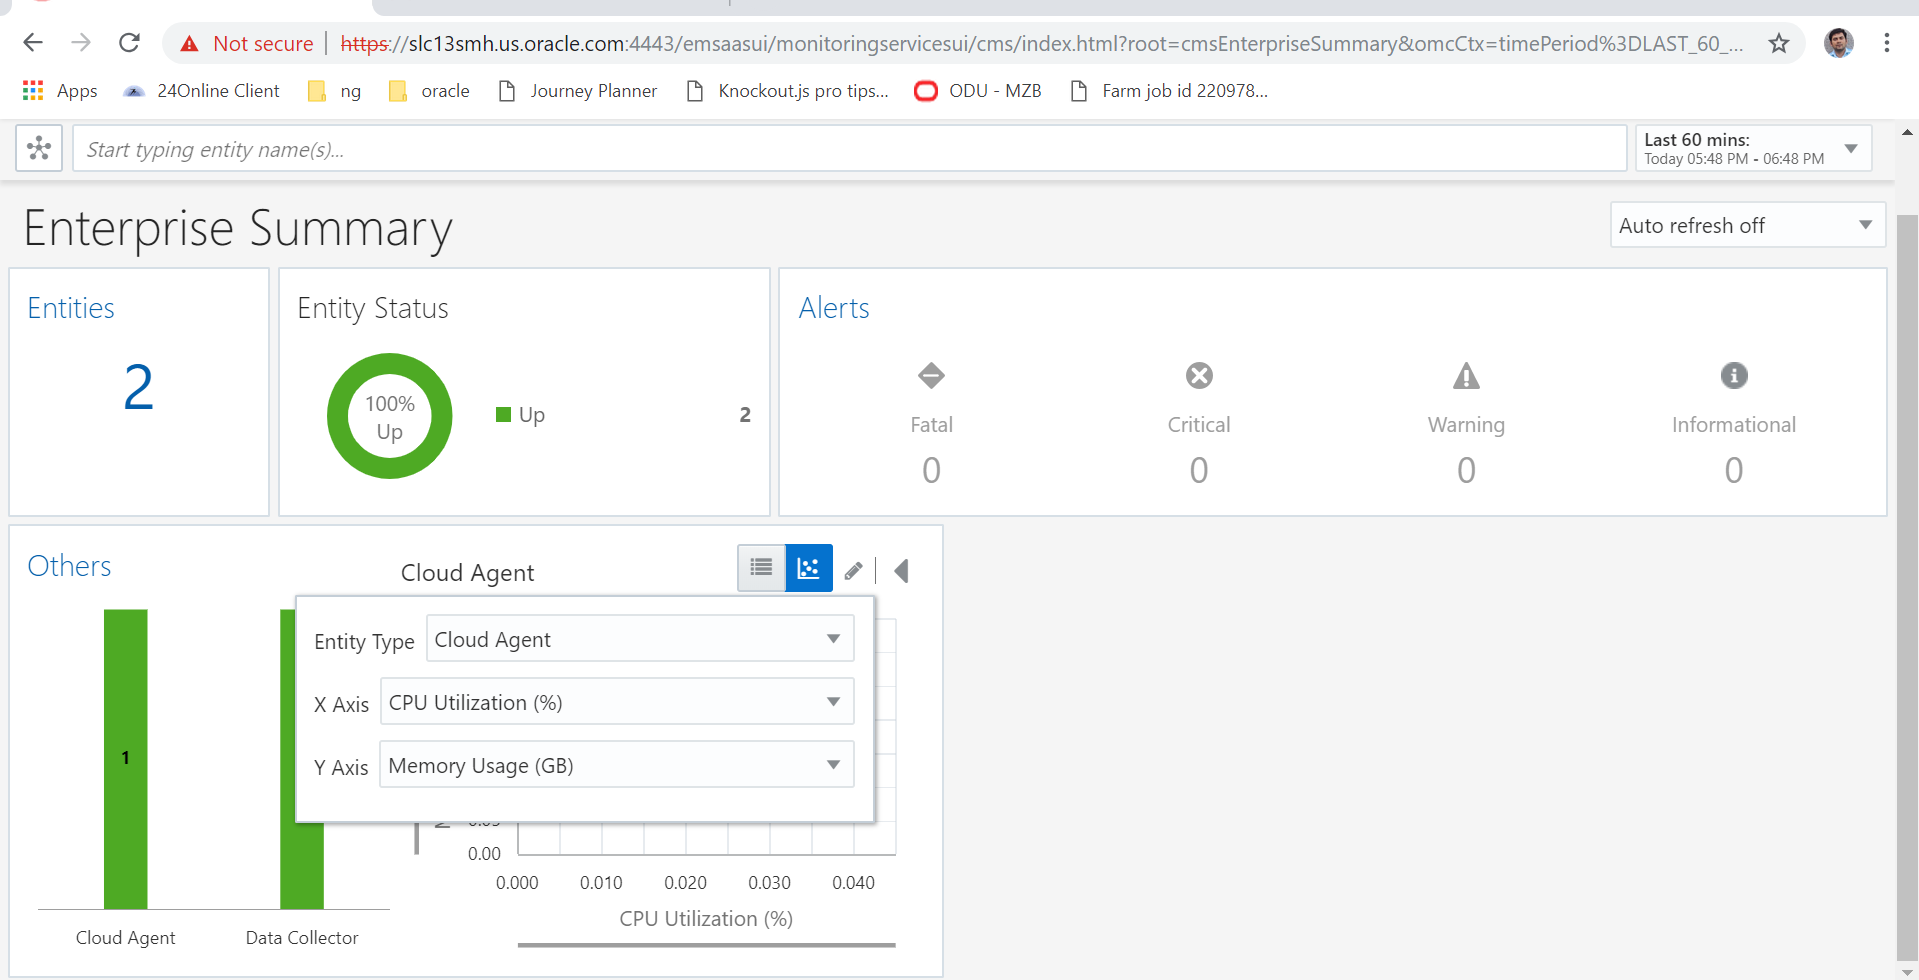 Not secure | https://slc13smh.us.oracle.com:4443/emsaasui/monitoringservicesui/cms/index.html?root=cmsEnterpriseSummary&omcCtx=timePeriod%3DLAST_60_...
Apps 24Online Client ng oracle Journey Planner Knockout.js pro tips... ODU - MZB Farm job id 220978...
Start typing entity name(s)...
Last 60 mins:
Today 05:48 PM - 06:48 PM
Enterprise Summary
Auto refresh off
Entities
2
Entity Status
100%
Up
Up 2
Alerts
Fatal Critical Warning Informational
0 0 0 0
Others
Cloud Agent
Entity Type Cloud Agent
X Axis CPU Utilization (%)
Y Axis Memory Usage (GB)
1
0.00
0.000 0.010 0.020 0.030 0.040
CPU Utilization (%)
Cloud Agent Data Collector